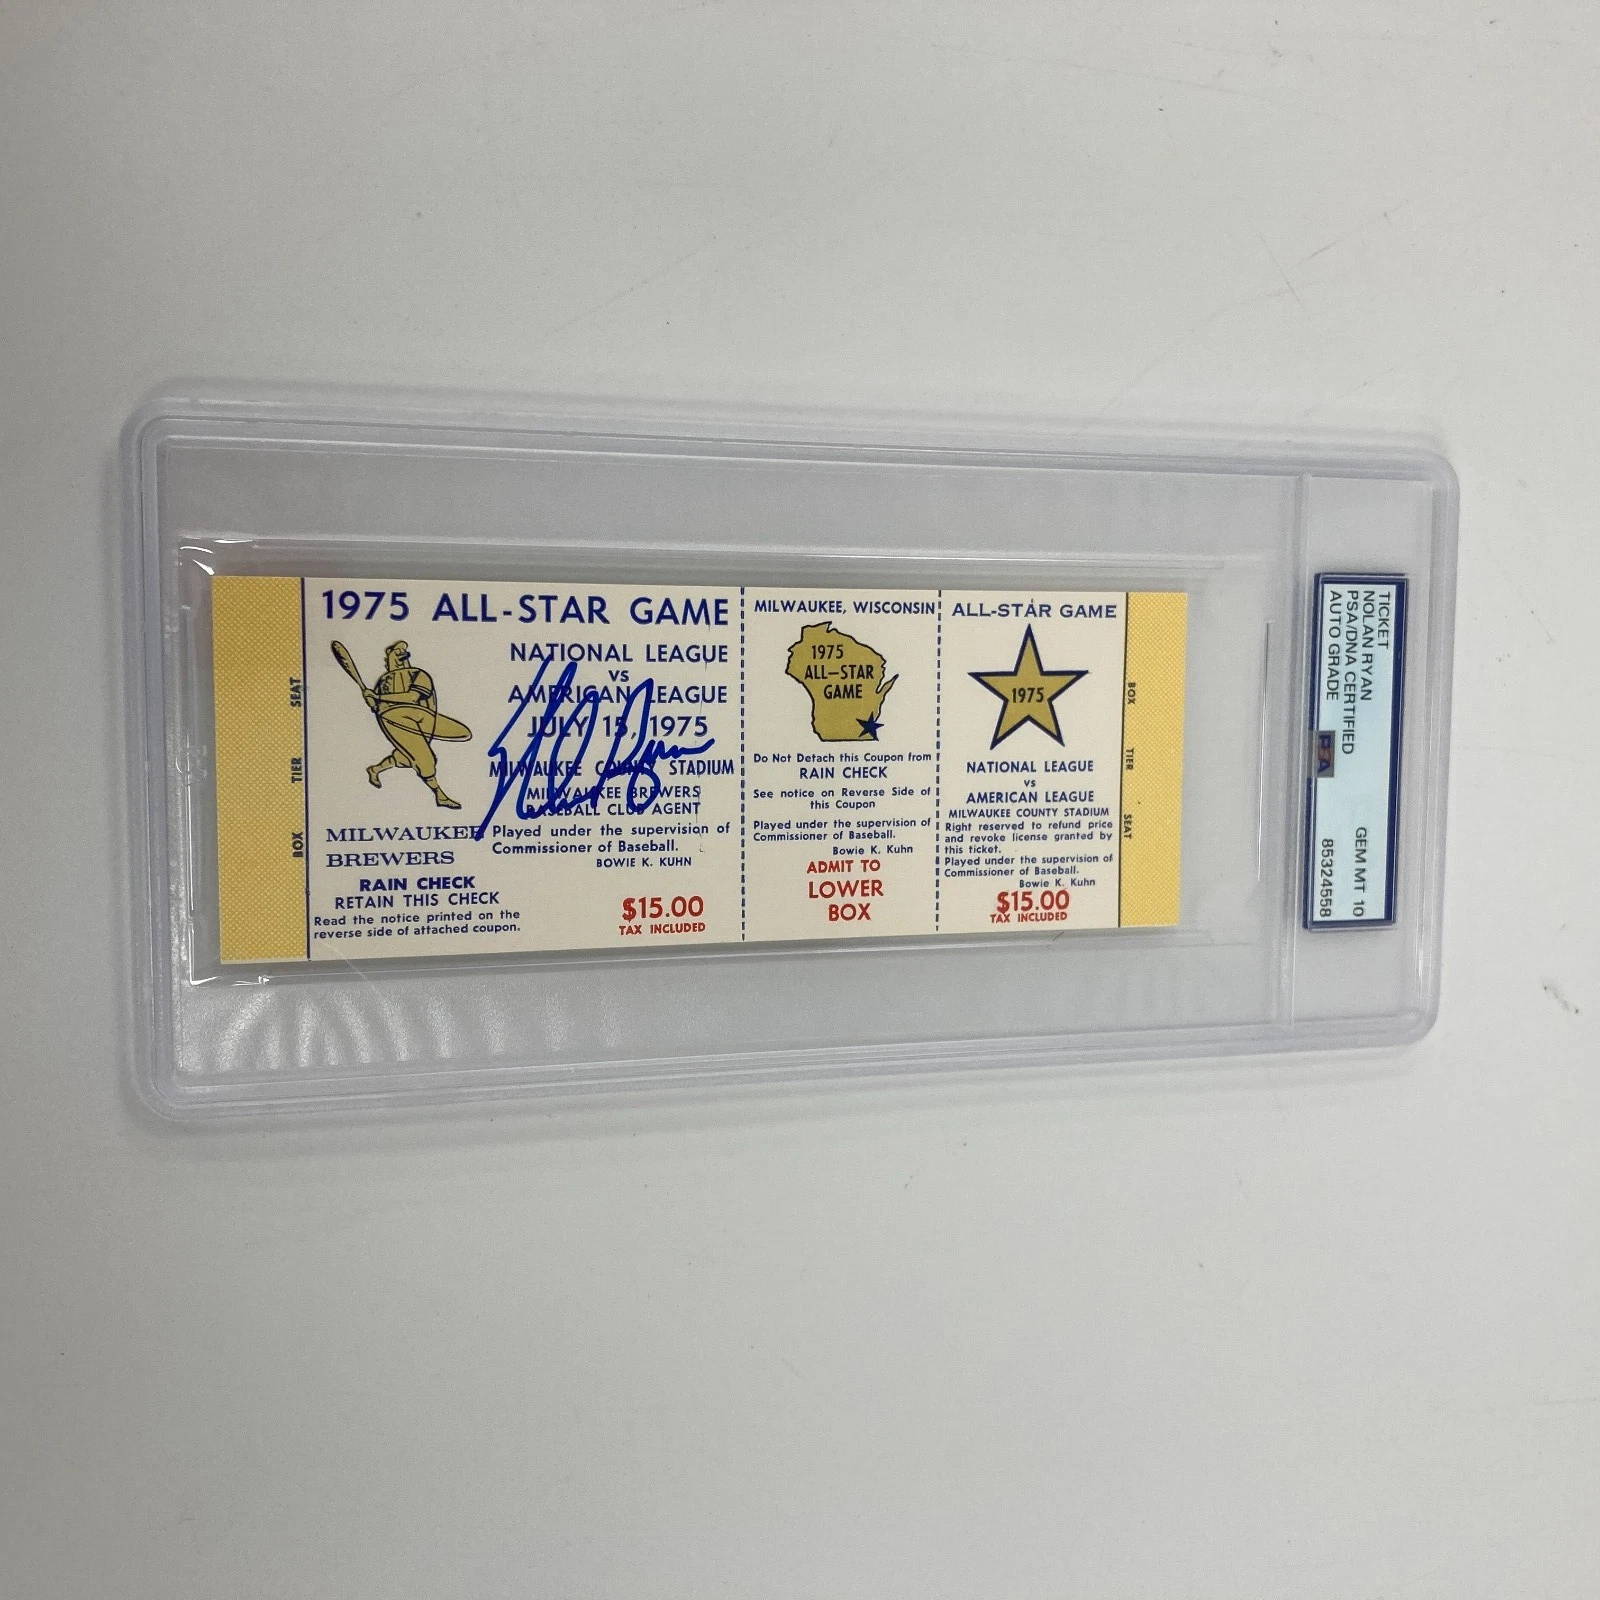 SEAT
TIER
BOX
1975 ALL-STAR GAME
NATIONAL LEAGUE
VS
AMERICAN LEAGUE
JULY 15, 1975
MILWAUKEE COUNTY STADIUM
MILWAUKEE BREWERS
BASEBALL CLUB AGENT
Played under the supervision of
Commissioner of Baseball.
BOWIE K. KUHN
MILWAUKEE
BREWERS
RAIN CHECK
RETAIN THIS CHECK
Read the notice printed on the
reverse side of attached coupon.
$15.00
TAX INCLUDED
Nolan Ryan
MILWAUKEE, WISCONSIN
1975
ALL-STAR
GAME
Do Not Detach this Coupon from
RAIN CHECK
See notice on Reverse Side of
this Coupon
Played under the supervision of
Commissioner of Baseball.
Bowie K. Kuhn
ADMIT TO
LOWER
BOX
ALL-STAR GAME
1975
NATIONAL LEAGUE
VS
AMERICAN LEAGUE
MILWAUKEE COUNTY STADIUM
Right reserved to refund price
and revoke license granted by
this ticket.
Played under the supervision of
Commissioner of Baseball.
Bowie K. Kuhn
$15.00
TAX INCLUDED
BOX
TIER
SEAT
TICKET
NOLAN RYAN
PSA/DNA CERTIFIED
AUTO GRADE
GEM MT 10
85324558
PSA